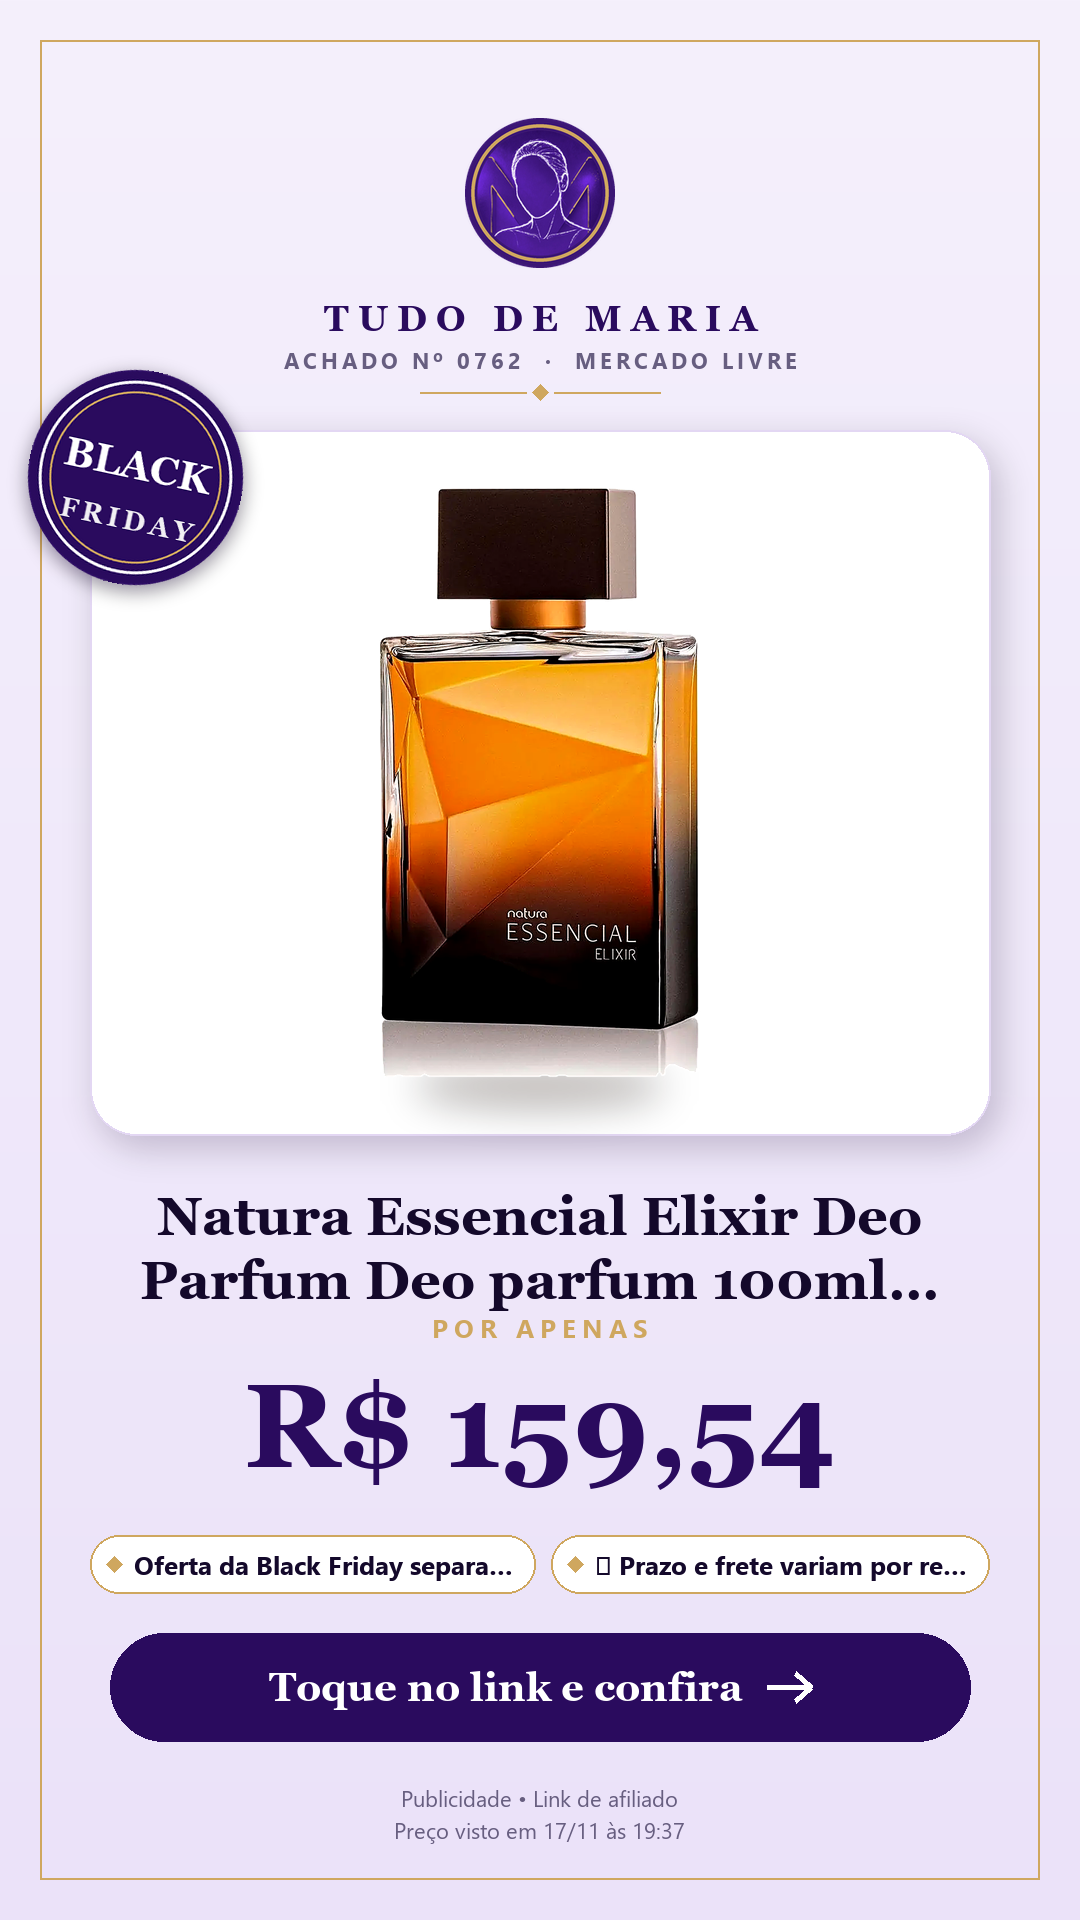 TUDO DE MARIA
ACHADO Nº 0762 · MERCADO LIVRE
BLACK
FRIDAY
natura
ESSENCIAL
ELIXIR
Natura Essencial Elixir Deo
Parfum Deo parfum 100ml...
POR APENAS
R$ 159,54
Oferta da Black Friday separa...
Prazo e frete variam por re...
Toque no link e confira →
Publicidade • Link de afiliado
Preço visto em 17/11 às 19:37